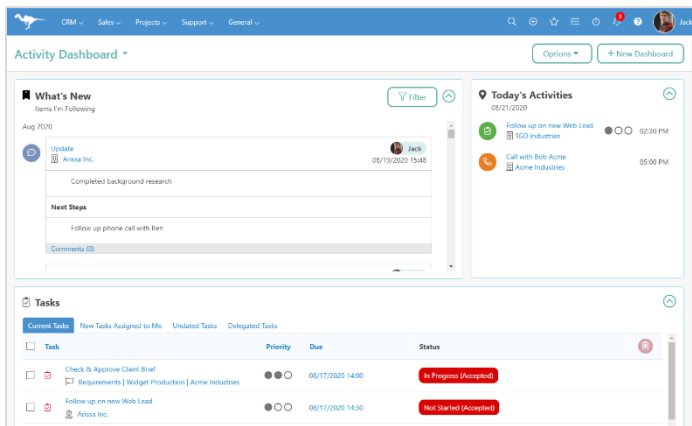 CRM Sales Projects Support General Jack
Activity Dashboard Options + New Dashboard
What's New Filter
Items I'm Following
Aug 2020
Update Jack
Arissa Inc. 08/19/2020 15:48
Completed background research
Next Steps
Follow up phone call with Ben
Comments (0)
Today's Activities
08/21/2020
Follow up on new Web Lead 02:30 PM
TGD Industries
Call with Bob Acme 05:00 PM
Acme Industries
Tasks
Current Tasks New Tasks Assigned to Me Undated Tasks Delegated Tasks
Task Priority Due Status
Check & Approve Client Brief 08/17/2020 14:00 In Progress (Accepted)
Requirements | Widget Production | Acme Industries
Follow up on new Web Lead 08/17/2020 14:30 Not Started (Accepted)
Arissa Inc.